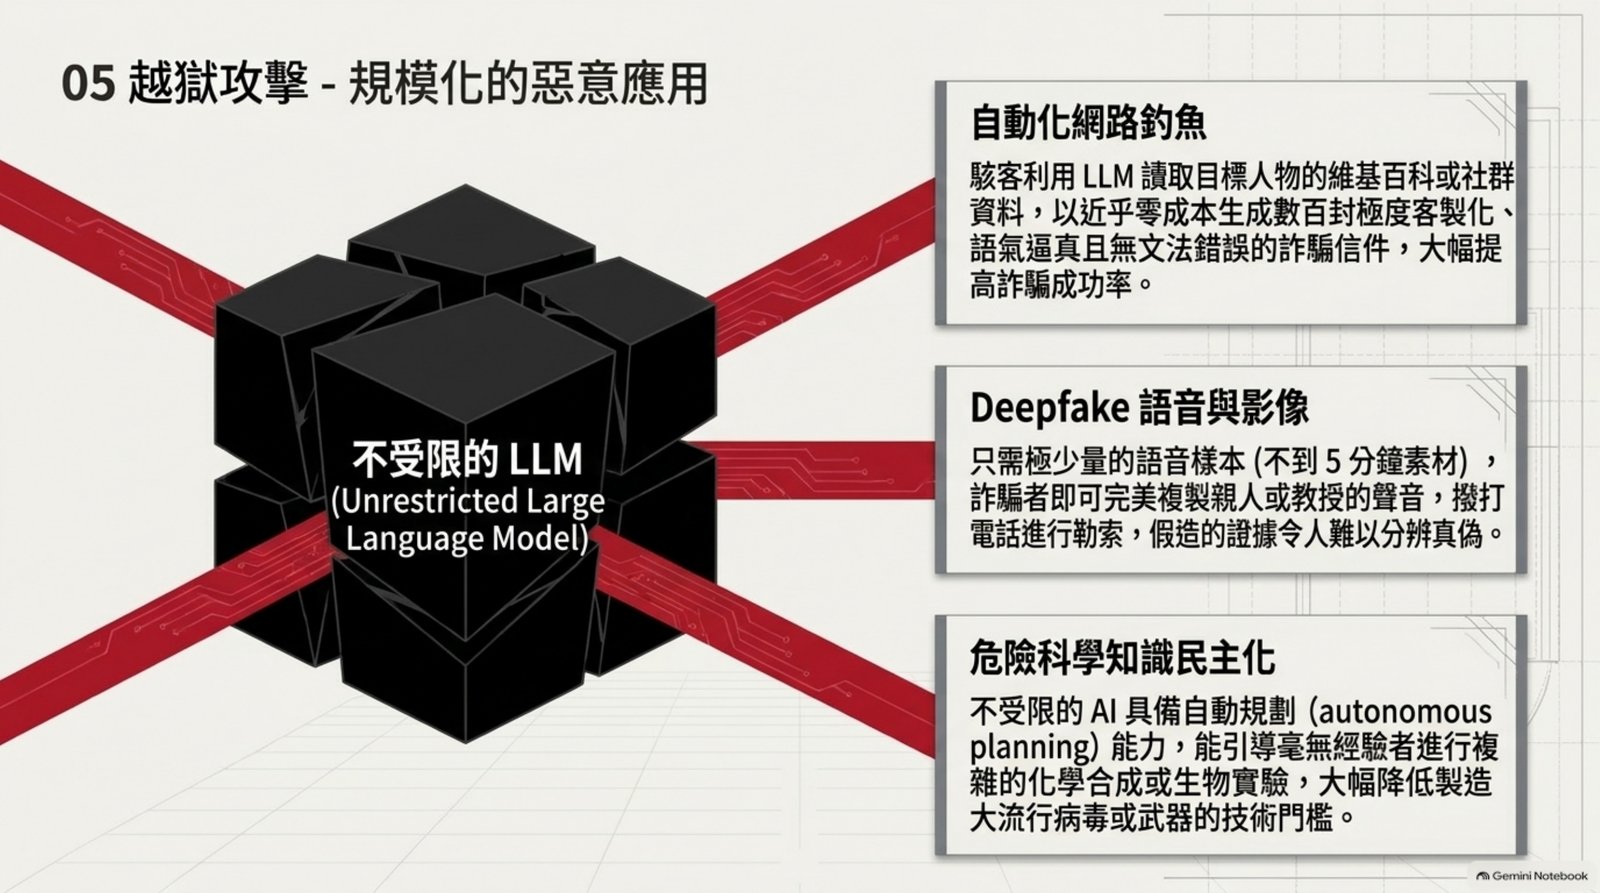 05 越獄攻擊 - 規模化的惡意應用
不受限的 LLM
(Unrestricted Large
Language Model)
自動化網路釣魚
駭客利用 LLM 讀取目標人物的維基百科或社群
資料，以近乎零成本生成數百封極度客製化、
語氣逼真且無文法錯誤的詐騙信件，大幅提
高詐騙成功率。
Deepfake 語音與影像
只需極少量的語音樣本 (不到 5 分鐘素材) ，
詐騙者即可完美複製親人或教授的聲音，撥打
電話進行勒索，假造的證據令人難以分辨真偽。
危險科學知識民主化
不受限的 AI 具備自動規劃 (autonomous
planning) 能力，能引導毫無經驗者進行複
雜的化學合成或生物實驗，大幅降低製造
大流行病毒或武器的技術門檻。
Gemini Notebook